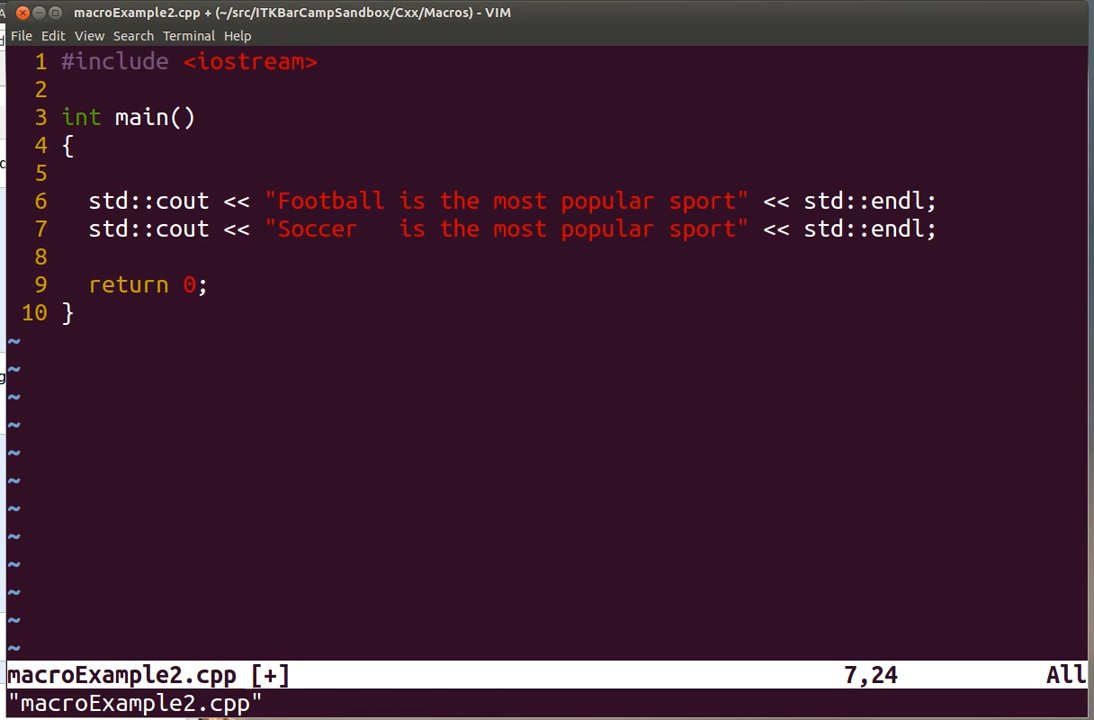 macroExample2.cpp + (~/src/ITKBarCampSandbox/Cxx/Macros) - VIM
File Edit View Search Terminal Help
1 #include <iostream>
2
3 int main()
4 {
5
6   std::cout << "Football is the most popular sport" << std::endl;
7   std::cout << "Soccer   is the most popular sport" << std::endl;
8
9   return 0;
10 }
~
~
~
~
~
~
~
~
~
~
~
~
macroExample2.cpp [+] 7,24 All
"macroExample2.cpp"